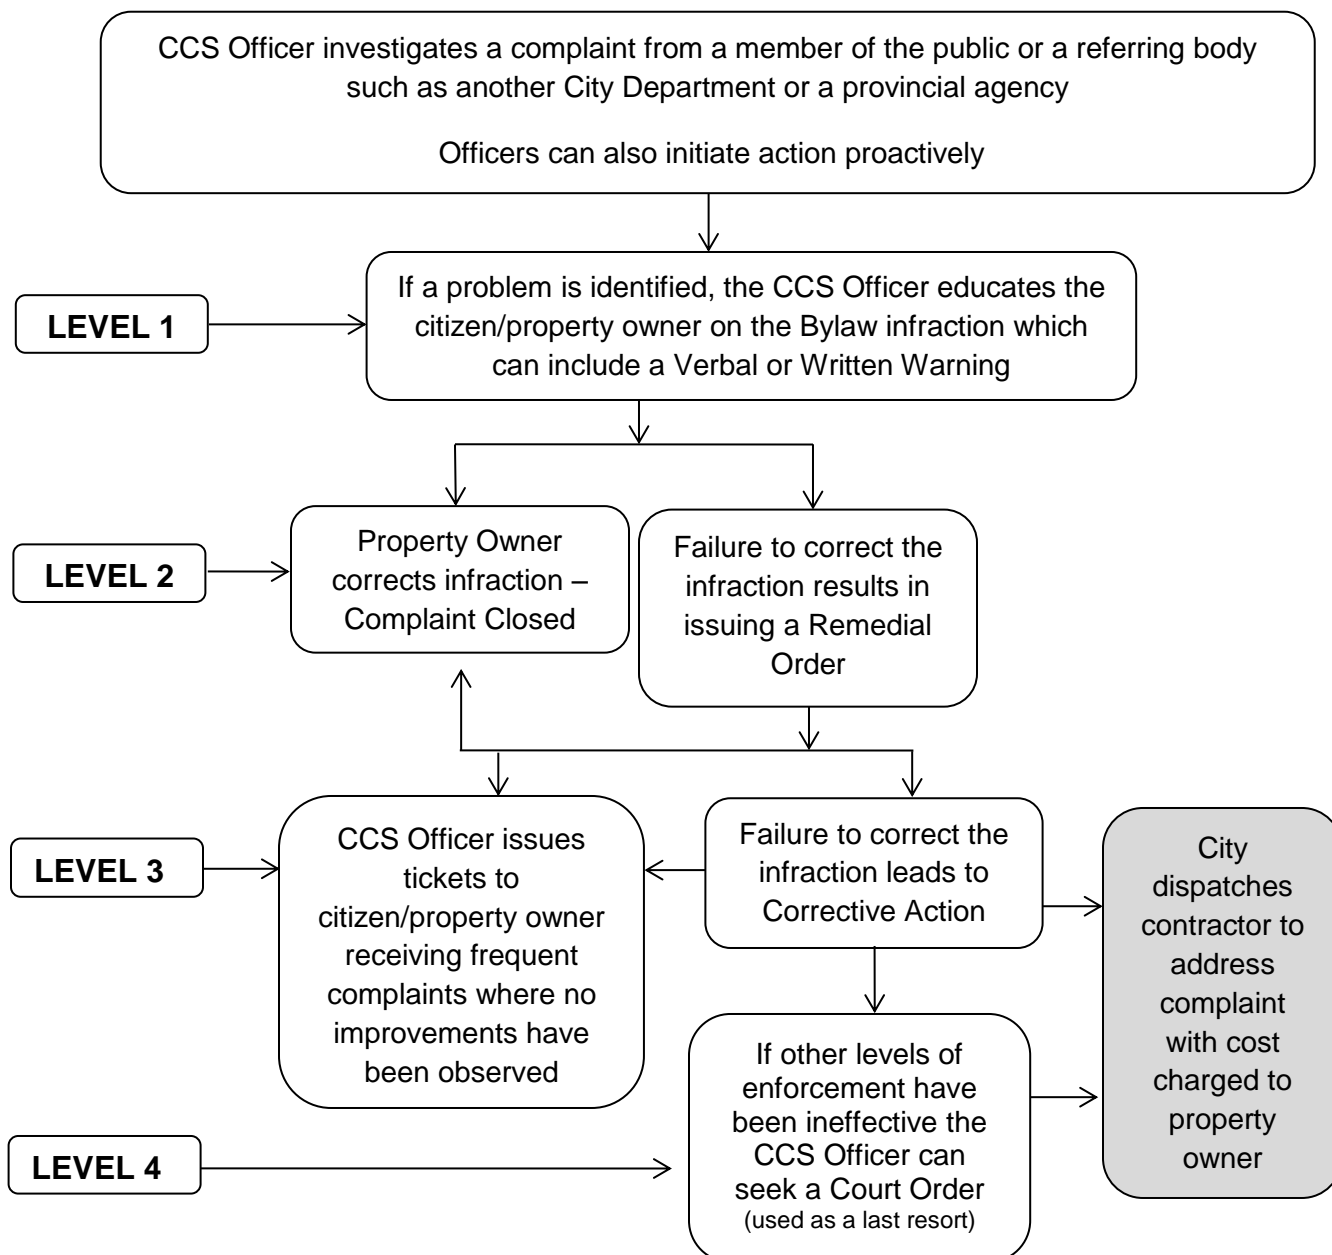 CCS Officer investigates a complaint from a member of the public or a referring body
such as another City Department or a provincial agency
Officers can also initiate action proactively
LEVEL 1
If a problem is identified, the CCS Officer educates the
citizen/property owner on the Bylaw infraction which
can include a Verbal or Written Warning
LEVEL 2
Property Owner
corrects infraction –
Complaint Closed
Failure to correct the
infraction results in
issuing a Remedial
Order
LEVEL 3
CCS Officer issues
tickets to
citizen/property owner
receiving frequent
complaints where no
improvements have
been observed
Failure to correct the
infraction leads to
Corrective Action
City
dispatches
contractor to
address
complaint
with cost
charged to
property
owner
LEVEL 4
If other levels of
enforcement have
been ineffective the
CCS Officer can
seek a Court Order
(used as a last resort)